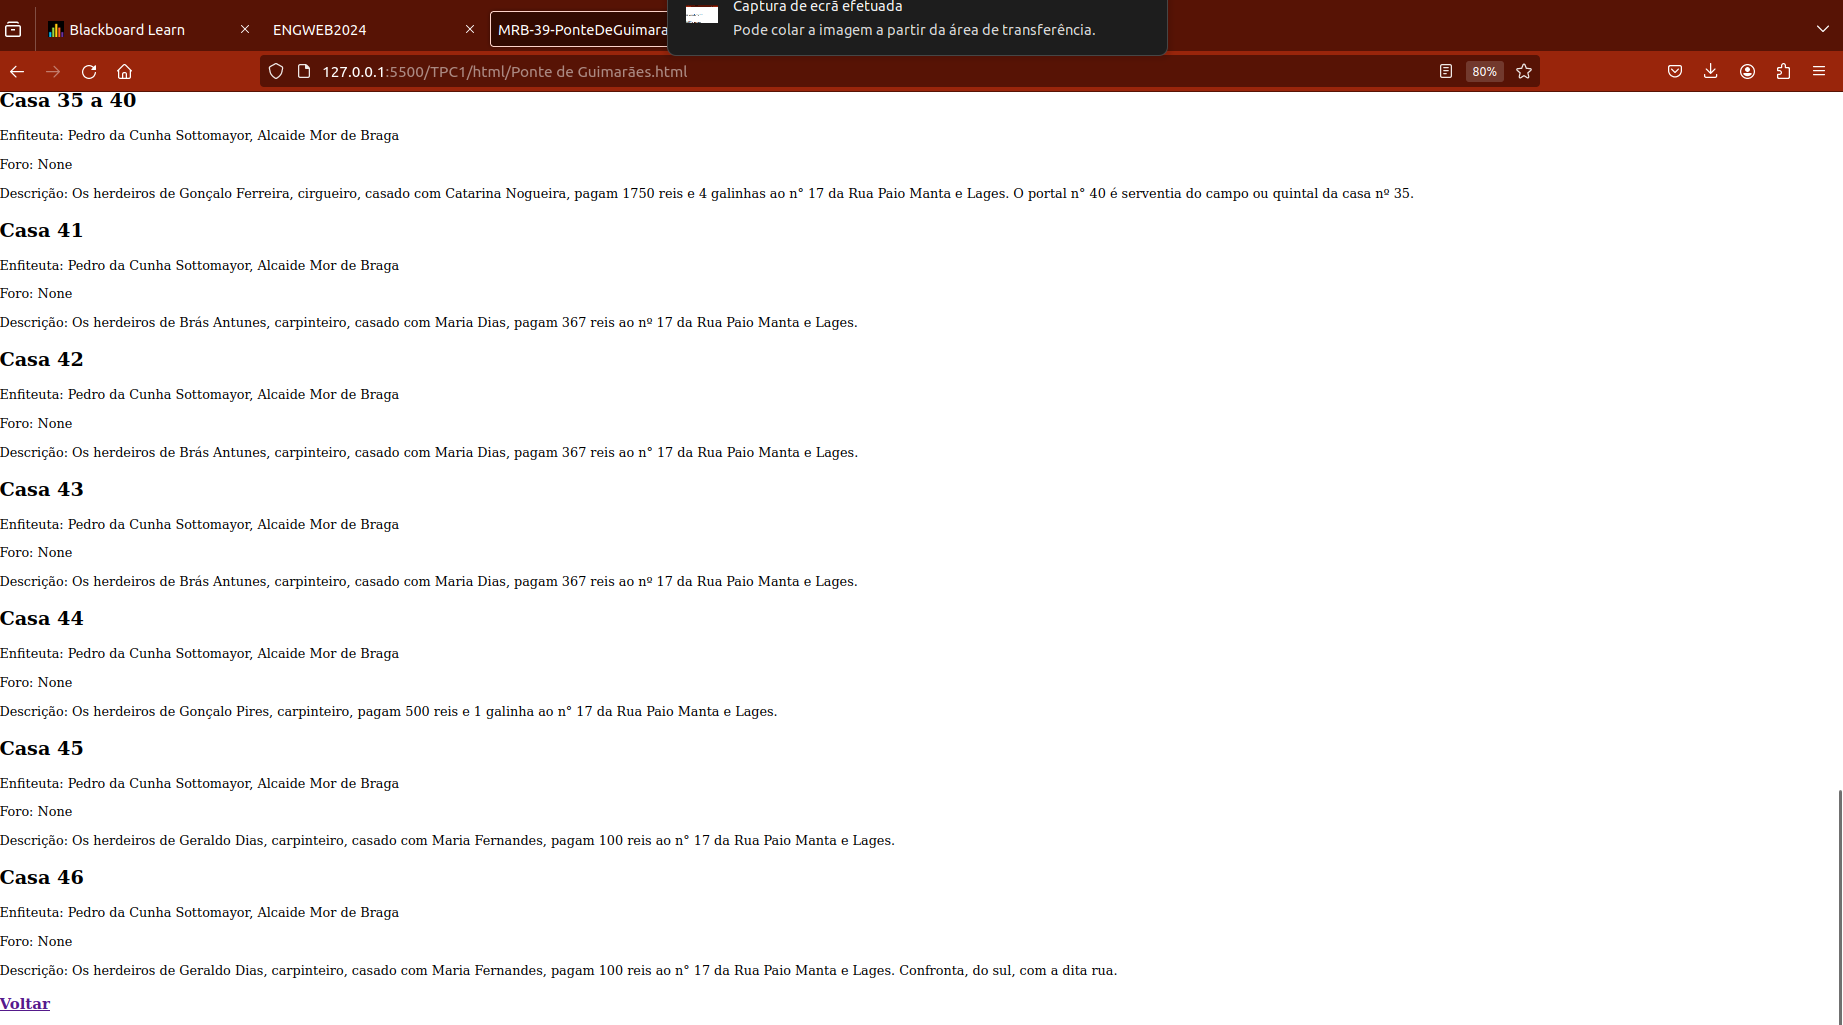 Captura de ecrã efetuada
Blackboard Learn
ENGWEB2024
MRB-39-PonteDeGuimara
Pode colar a imagem a partir da área de transferência.
127.0.0.1:5500/TPC1/html/Ponte de Guimarães.html
80%
Casa 35 a 40
Enfiteuta: Pedro da Cunha Sottomayor, Alcaide Mor de Braga
Foro: None
Descrição: Os herdeiros de Gonçalo Ferreira, cirgueiro, casado com Catarina Nogueira, pagam 1750 reis e 4 galinhas ao n° 17 da Rua Paio Manta e Lages. O portal n° 40 é serventia do campo ou quintal da casa nº 35.
Casa 41
Enfiteuta: Pedro da Cunha Sottomayor, Alcaide Mor de Braga
Foro: None
Descrição: Os herdeiros de Brás Antunes, carpinteiro, casado com Maria Dias, pagam 367 reis ao nº 17 da Rua Paio Manta e Lages.
Casa 42
Enfiteuta: Pedro da Cunha Sottomayor, Alcaide Mor de Braga
Foro: None
Descrição: Os herdeiros de Brás Antunes, carpinteiro, casado com Maria Dias, pagam 367 reis ao n° 17 da Rua Paio Manta e Lages.
Casa 43
Enfiteuta: Pedro da Cunha Sottomayor, Alcaide Mor de Braga
Foro: None
Descrição: Os herdeiros de Brás Antunes, carpinteiro, casado com Maria Dias, pagam 367 reis ao nº 17 da Rua Paio Manta e Lages.
Casa 44
Enfiteuta: Pedro da Cunha Sottomayor, Alcaide Mor de Braga
Foro: None
Descrição: Os herdeiros de Gonçalo Pires, carpinteiro, pagam 500 reis e 1 galinha ao n° 17 da Rua Paio Manta e Lages.
Casa 45
Enfiteuta: Pedro da Cunha Sottomayor, Alcaide Mor de Braga
Foro: None
Descrição: Os herdeiros de Geraldo Dias, carpinteiro, casado com Maria Fernandes, pagam 100 reis ao n° 17 da Rua Paio Manta e Lages.
Casa 46
Enfiteuta: Pedro da Cunha Sottomayor, Alcaide Mor de Braga
Foro: None
Descrição: Os herdeiros de Geraldo Dias, carpinteiro, casado com Maria Fernandes, pagam 100 reis ao n° 17 da Rua Paio Manta e Lages. Confronta, do sul, com a dita rua.
Voltar